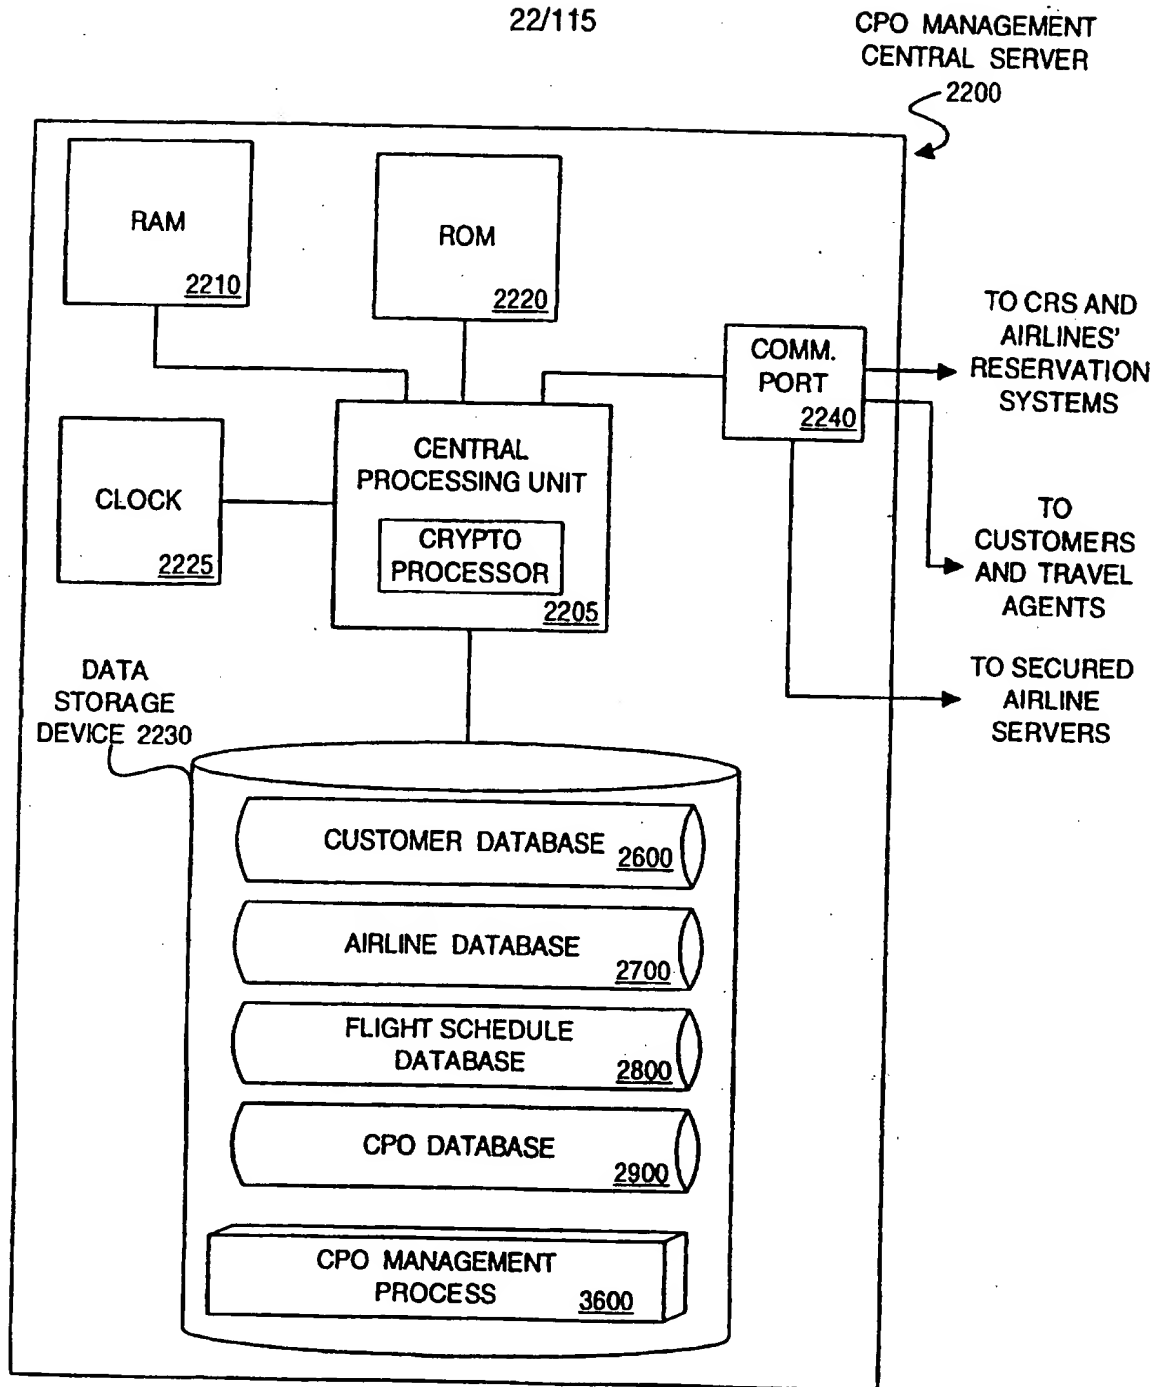 22/115
CPO MANAGEMENT
CENTRAL SERVER
2200
RAM
2210
ROM
2220
COMM.
PORT
2240
TO CRS AND
AIRLINES'
RESERVATION
SYSTEMS
CLOCK
2225
CENTRAL
PROCESSING UNIT
CRYPTO
PROCESSOR
2205
TO
CUSTOMERS
AND TRAVEL
AGENTS
TO SECURED
AIRLINE
SERVERS
DATA
STORAGE
DEVICE 2230
CUSTOMER DATABASE
2600
AIRLINE DATABASE
2700
FLIGHT SCHEDULE
DATABASE
2800
CPO DATABASE
2900
CPO MANAGEMENT
PROCESS
3600